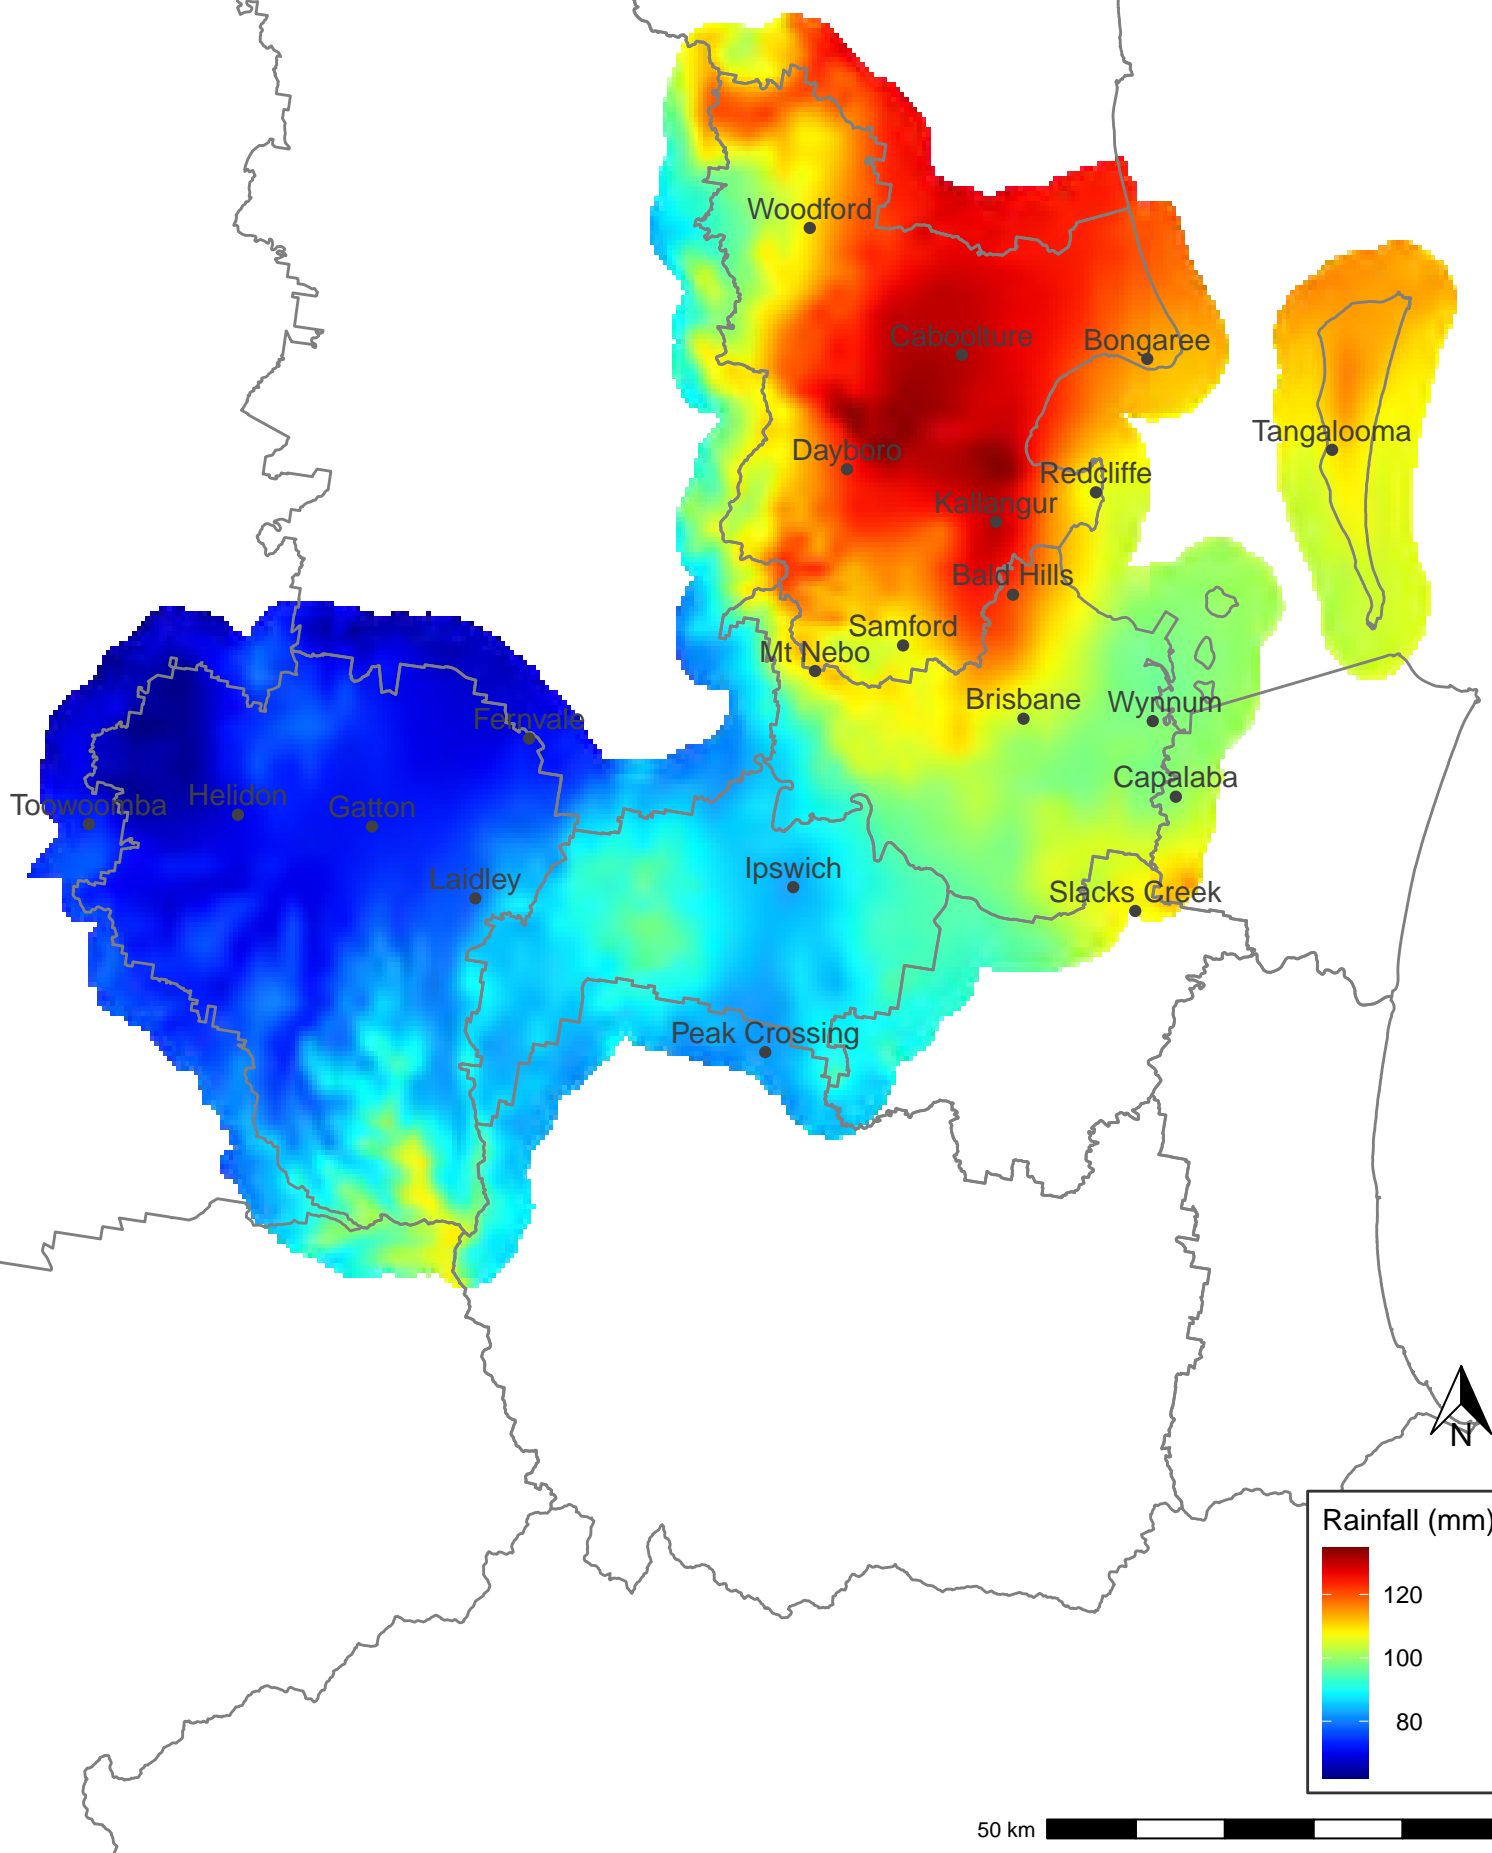 Woodford
Caboolture
Bongaree
Tangalooma
Dayboro
Redcliffe
Kallangur
Bald Hills
Samford
Mt Nebo
Brisbane
Wynnum
Fernvale
Capalaba
Toowoomba
Helidon
Gatton
Laidley
Ipswich
Slacks Creek
Peak Crossing
N
Rainfall (mm)
120
100
80
50 km